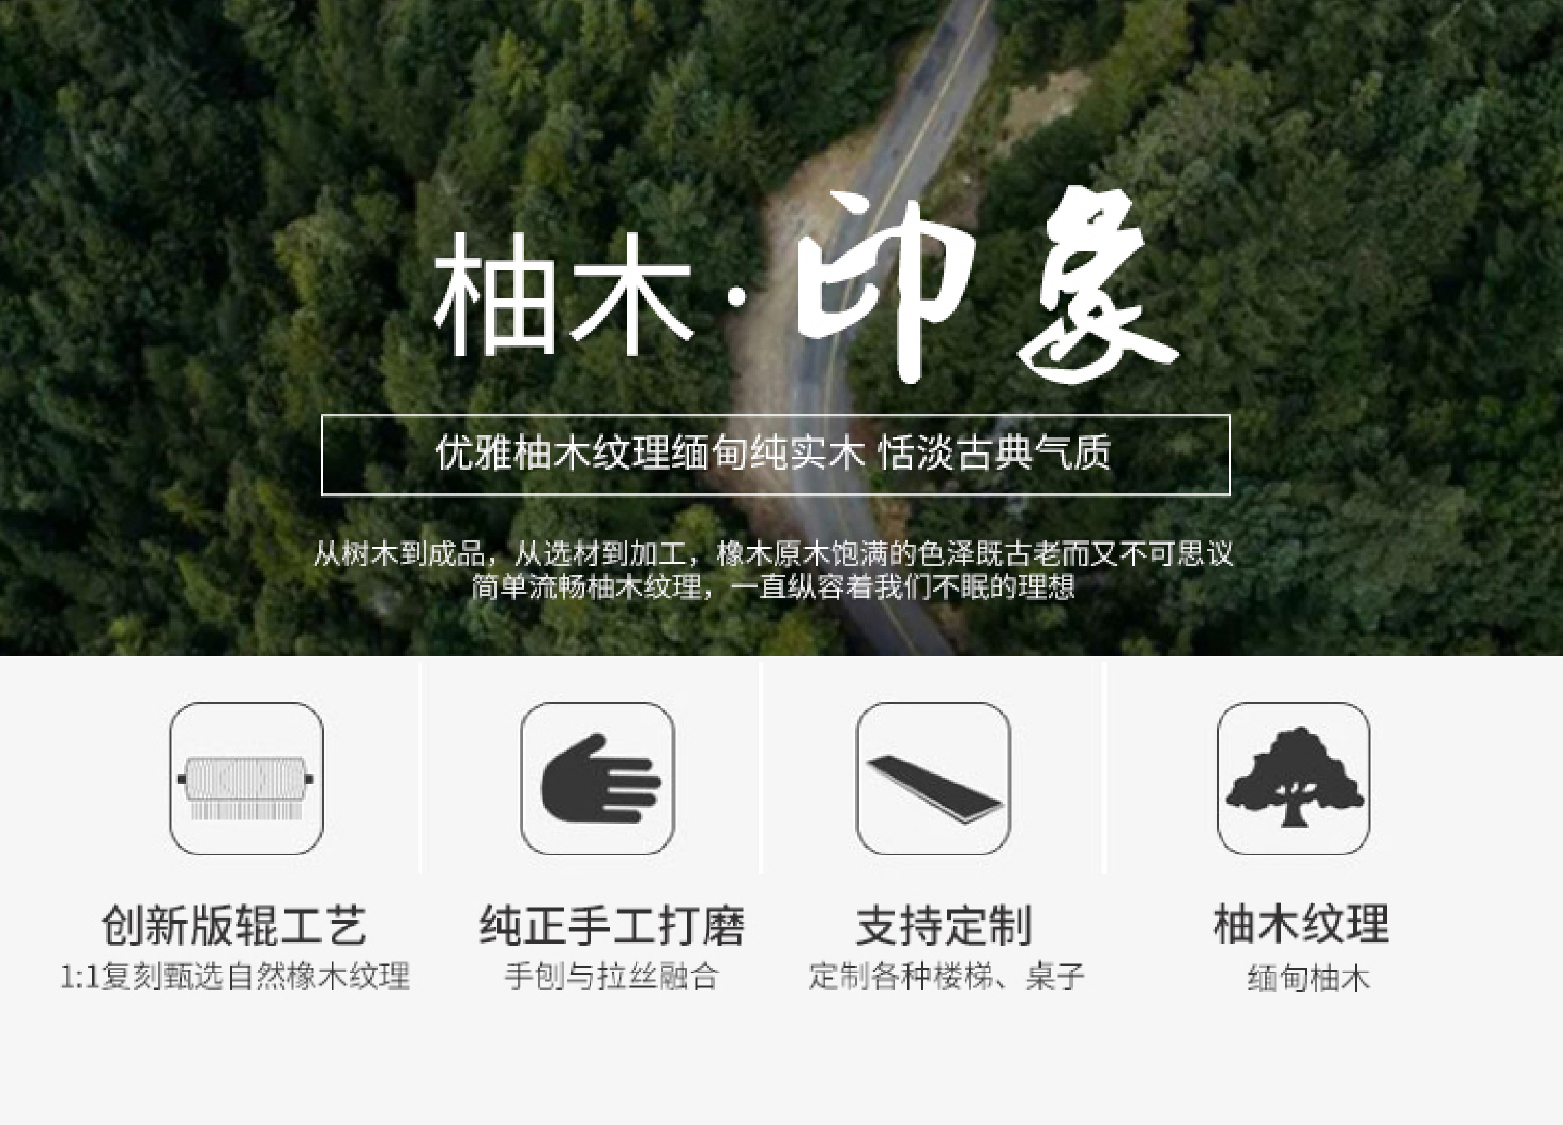 柚木·印象
优雅柚木纹理缅甸纯实木 恬淡古典气质
从树木到成品，从选材到加工，橡木原木饱满的色泽既古老而又不可思议
简单流畅柚木纹理，一直纵容着我们不眠的理想
创新版辊工艺
1:1复刻甄选自然橡木纹理
纯正手工打磨
手刨与拉丝融合
支持定制
定制各种楼梯、桌子
柚木纹理
缅甸柚木